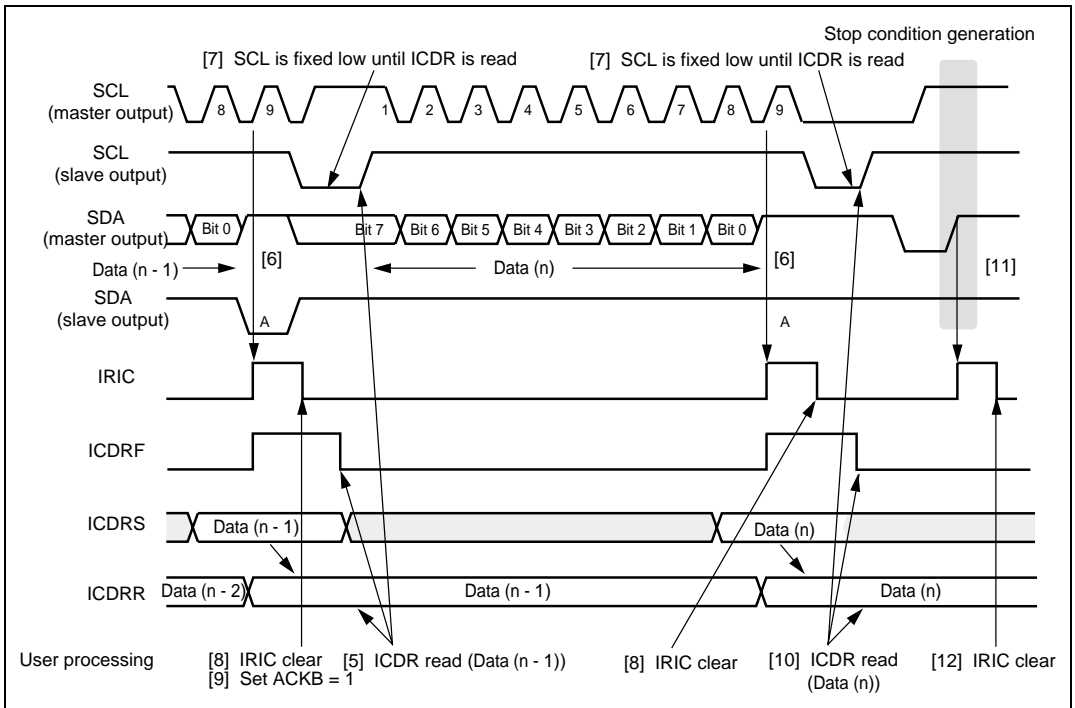 Stop condition generation
[7] SCL is fixed low until ICDR is read
[7] SCL is fixed low until ICDR is read
SCL
(master output)
8
9
1
2
3
4
5
6
7
8
9
SCL
(slave output)
SDA
(master output)
Bit 0
Bit 7
Bit 6
Bit 5
Bit 4
Bit 3
Bit 2
Bit 1
Bit 0
Data (n - 1)
[6]
Data (n)
[6]
[11]
SDA
(slave output)
A
A
IRIC
ICDRF
ICDRS
Data (n - 1)
Data (n)
ICDRR
Data (n - 2)
Data (n - 1)
Data (n)
User processing
[8] IRIC clear
[9] Set ACKB = 1
[5] ICDR read (Data (n - 1))
[8] IRIC clear
[10] ICDR read
(Data (n))
[12] IRIC clear